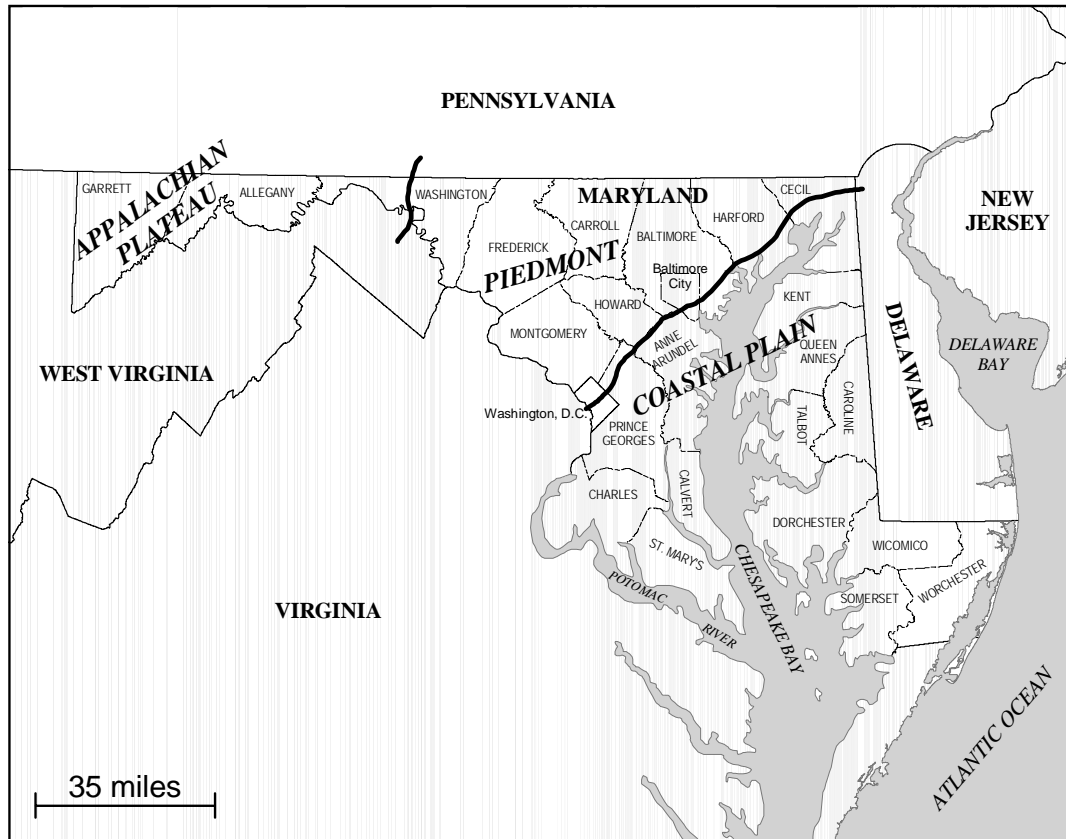 PENNSYLVANIA
GARRETT
APPALACHIAN
PLATEAU
ALLEGANY
WASHINGTON
MARYLAND
CECIL
HARFORD
CARROLL
BALTIMORE
FREDERICK
PIEDMONT
Baltimore
City
HOWARD
MONTGOMERY
KENT
NEW
JERSEY
DELAWARE
DELAWARE
BAY
WEST VIRGINIA
ANNE
ARUNDEL
COASTAL PLAIN
QUEEN
ANNES
CAROLINE
TALBOT
Washington, D.C.
PRINCE
GEORGES
CHARLES
CALVERT
DORCHESTER
ST. MARY'S
WICOMICO
WORCHESTER
SOMERSET
CHESAPEAKE BAY
POTOMAC
RIVER
VIRGINIA
ATLANTIC OCEAN
35 miles